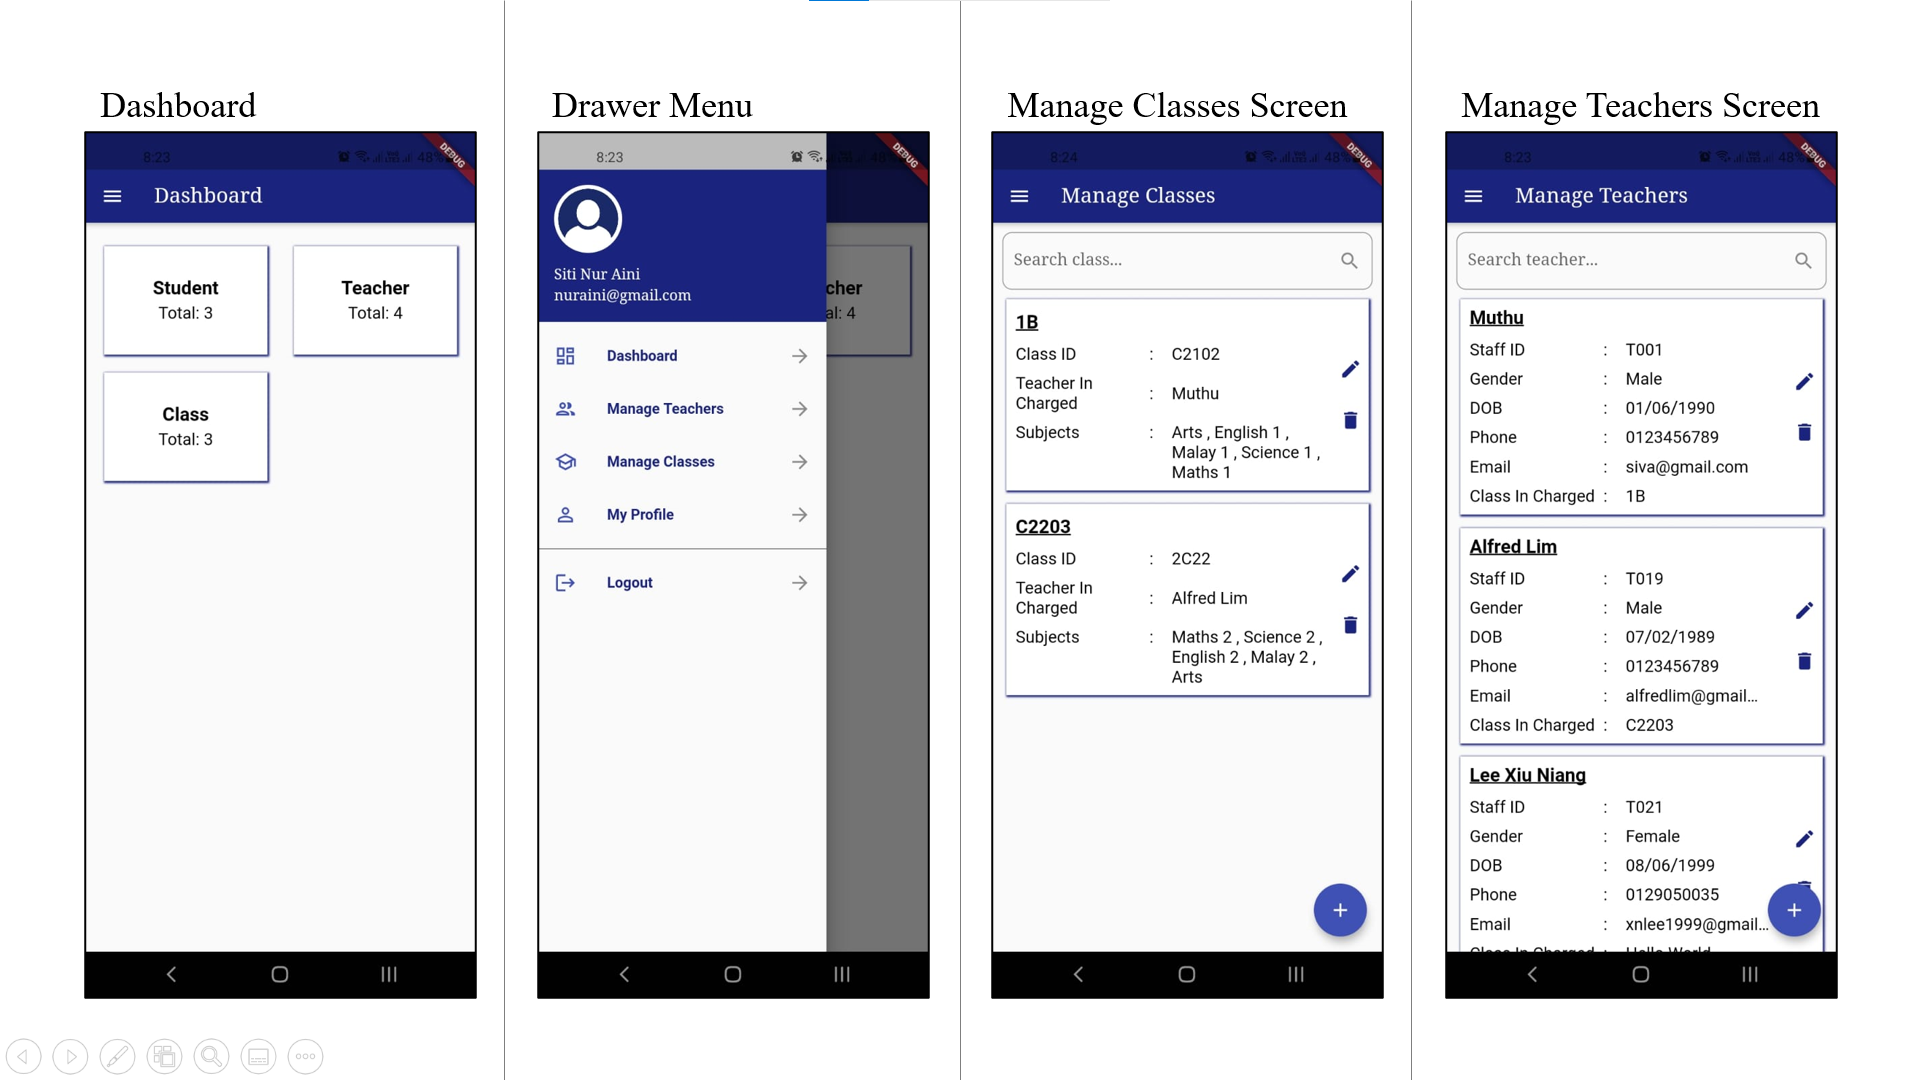 Dashboard
8:23
48%
DEBUG
Dashboard
Student
Total: 3
Teacher
Total: 4
Class
Total: 3
Drawer Menu
8:23
48%
DEBUG
Siti Nur Aini
nuraini@gmail.com
cher
al: 4
Dashboard
Manage Teachers
Manage Classes
My Profile
Logout
Manage Classes Screen
8:24
48%
DEBUG
Manage Classes
Search class...
1B
Class ID : C2102
Teacher In
Charged : Muthu
Subjects : Arts , English 1 ,
Malay 1 , Science 1 ,
Maths 1
C2203
Class ID : 2C22
Teacher In
Charged : Alfred Lim
Subjects : Maths 2 , Science 2 ,
English 2 , Malay 2 ,
Arts
Manage Teachers Screen
8:23
48%
DEBUG
Manage Teachers
Search teacher...
Muthu
Staff ID : T001
Gender : Male
DOB : 01/06/1990
Phone : 0123456789
Email : siva@gmail.com
Class In Charged : 1B
Alfred Lim
Staff ID : T019
Gender : Male
DOB : 07/02/1989
Phone : 0123456789
Email : alfredlim@gmail...
Class In Charged : C2203
Lee Xiu Niang
Staff ID : T021
Gender : Female
DOB : 08/06/1999
Phone : 0129050035
Email : xnlee1999@gmail...
Class In Charged : Hello World